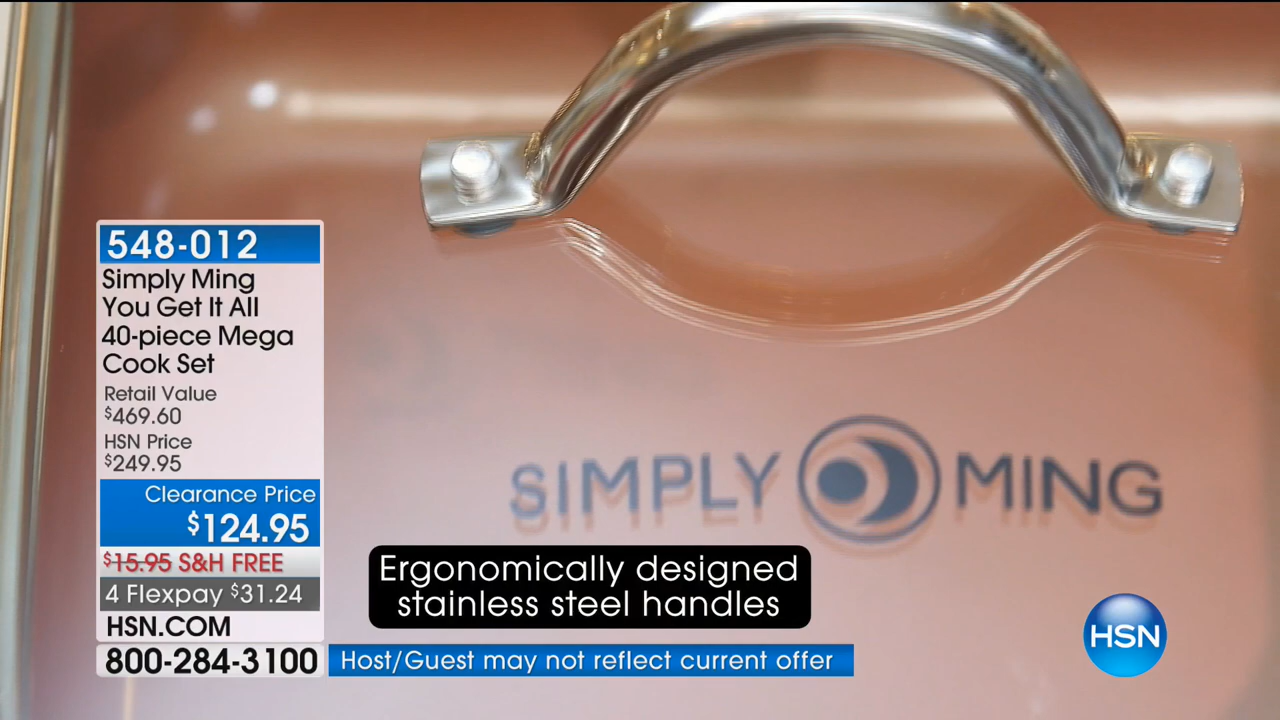 548-012
Simply Ming
You Get It All
40-piece Mega
Cook Set
Retail Value
$469.60
HSN Price
$249.95
Clearance Price
$124.95
$15.95 S&H FREE
4 Flexpay $31.24
HSN.COM
800-284-3100
SIMPLY MING
Ergonomically designed
stainless steel handles
Host/Guest may not reflect current offer
HSN